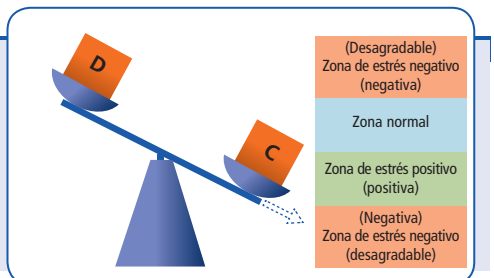 D
C
(Desagradable)
Zona de estrés negativo
(negativa)
Zona normal
Zona de estrés positivo
(positiva)
(Negativa)
Zona de estrés negativo
(desagradable)